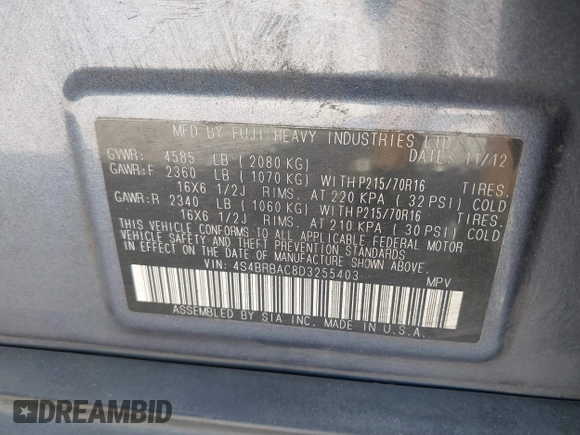 MFD BY FUJI HEAVY INDUSTRIES LTD
GVWR: 4585 LB ( 2080 KG) DATE: 11/12
GAWR:F 2360 LB ( 1070 KG) WITH P215/70R16 TIRES.
16X6 1/2J RIMS. AT 220 KPA ( 32 PSI) COLD
GAWR:R 2340 LB ( 1060 KG) WITH P215/70R16 TIRES.
16X6 1/2J RIMS. AT 210 KPA ( 30 PSI) COLD
THIS VEHICLE CONFORMS TO ALL APPLICABLE FEDERAL MOTOR
VEHICLE SAFETY AND THEFT PREVENTION STANDARDS
IN EFFECT ON THE DATE OF MANUFACTURE SHOWN ABOVE.
VIN: 4S4BRBAC8D3255403 MPV
ASSEMBLED BY SIA INC. MADE IN U.S.A.
DREAMBID